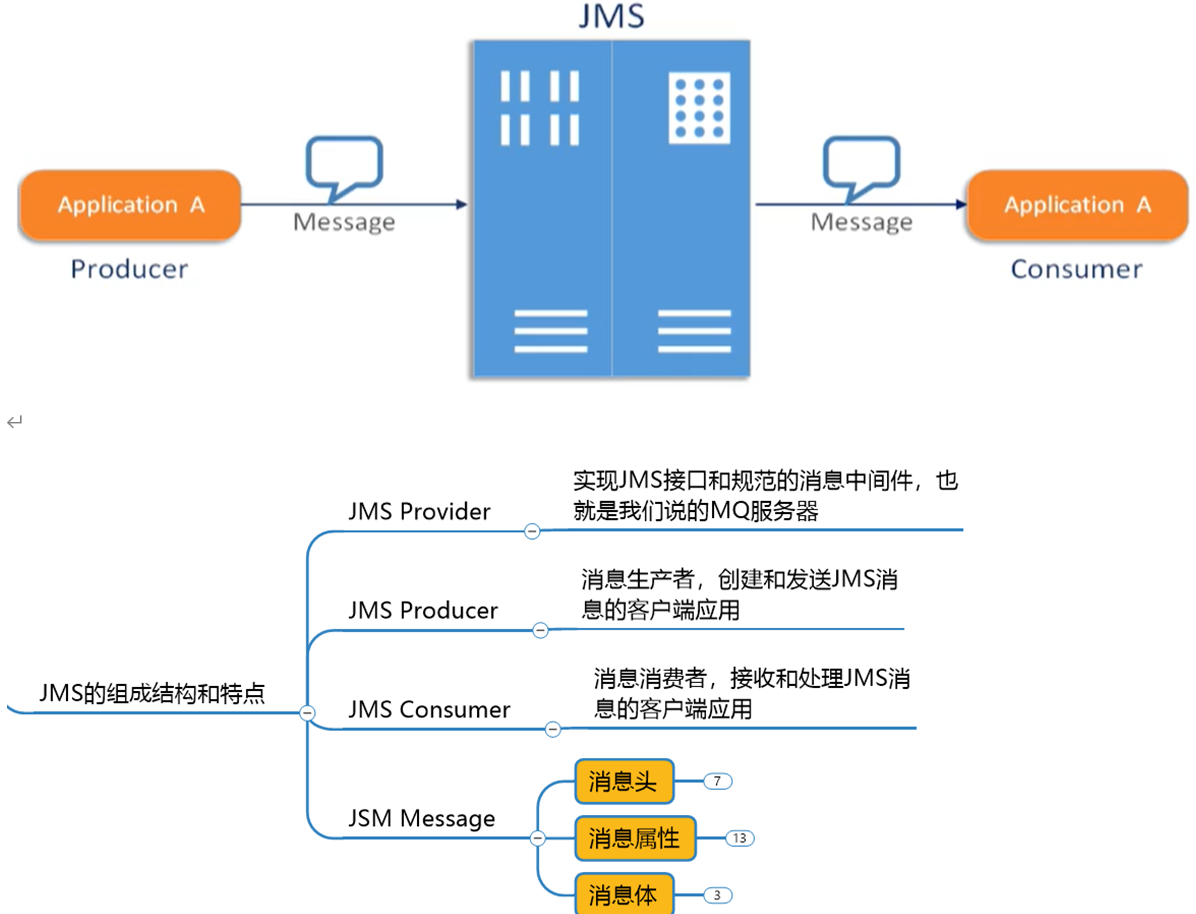 JMS
Application A
Message
Message
Application A
Producer
Consumer
↵
实现JMS接口和规范的消息中间件，也
就是我们说的MQ服务器
JMS Provider
消息生产者，创建和发送JMS消
息的客户端应用
JMS Producer
消息消费者，接收和处理JMS消
息的客户端应用
JMS的组成结构和特点
JMS Consumer
消息头 7
JSM Message
消息属性 13
消息体 3